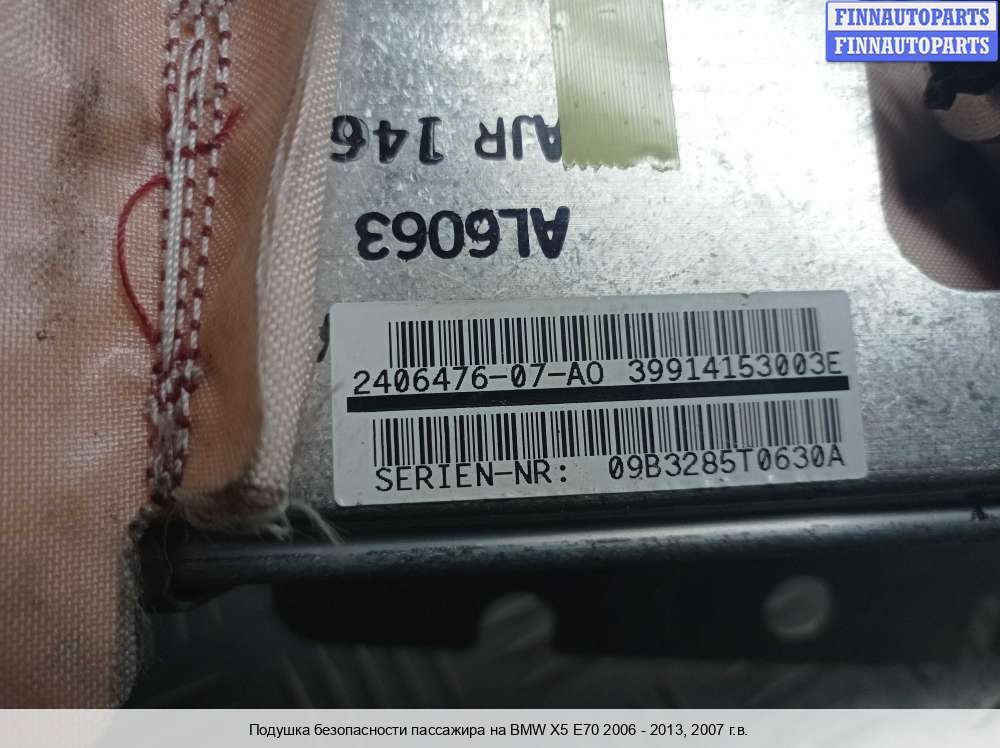 FINNAUTOPARTS
FINNAUTOPARTS
AJR 146
AL6063
2406476-07-AO 39914153003E
SERIEN-NR: 09B3285T0630A
Подушка безопасности пассажира на BMW X5 E70 2006 - 2013, 2007 г.в.